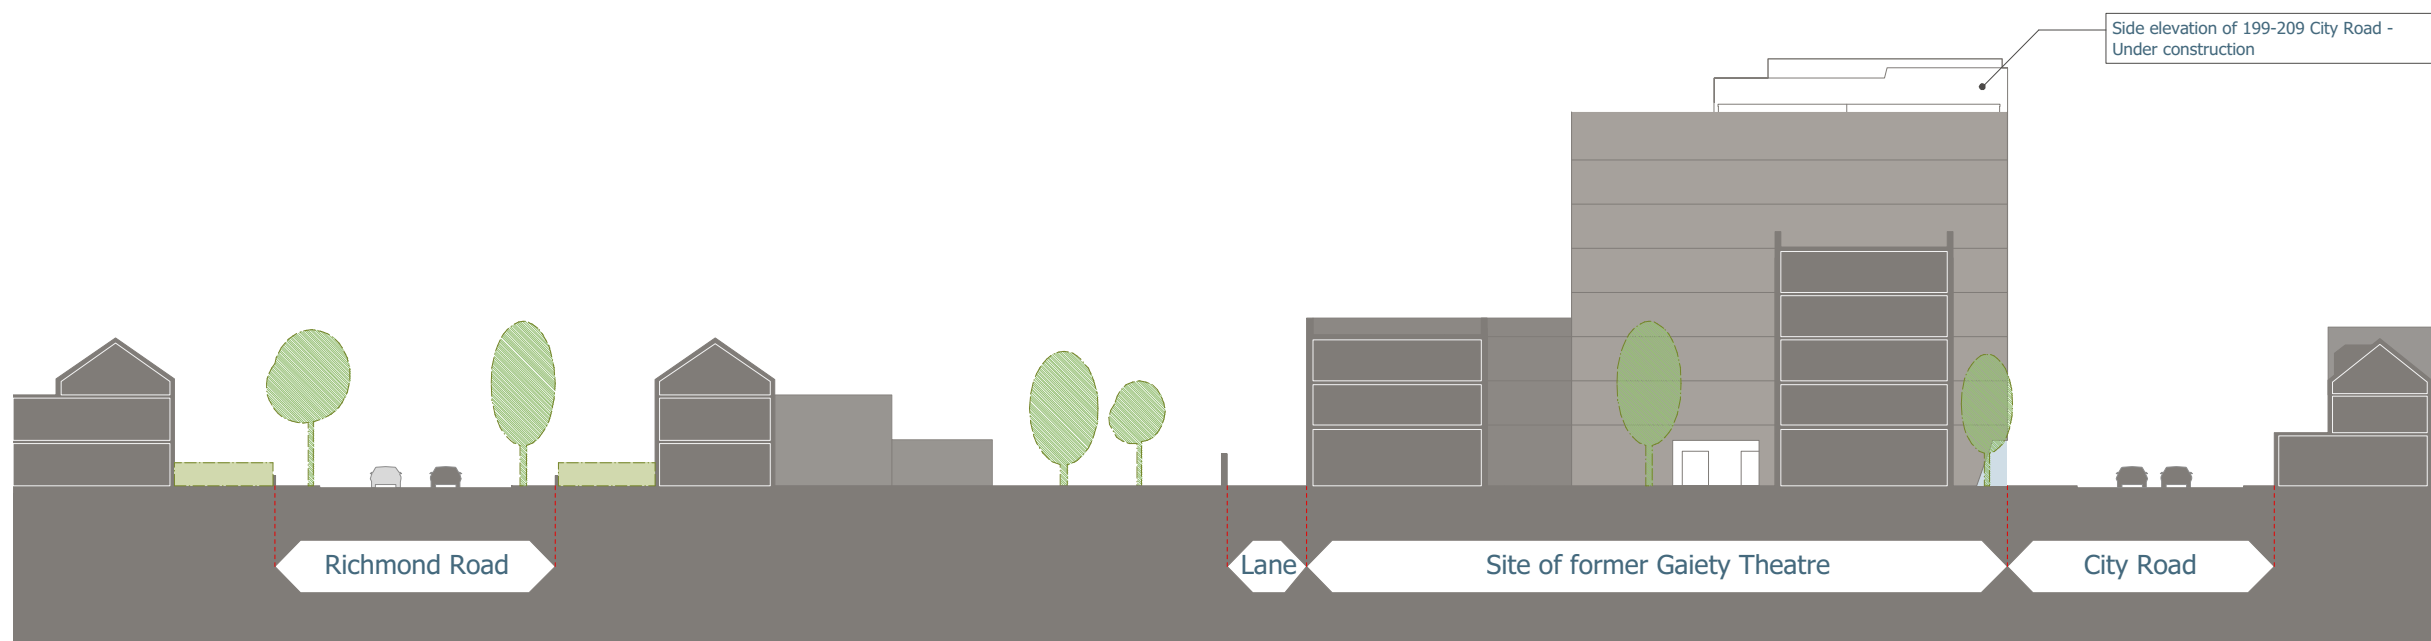 Side elevation of 199-209 City Road -
Under construction
Richmond Road
Lane
Site of former Gaiety Theatre
City Road